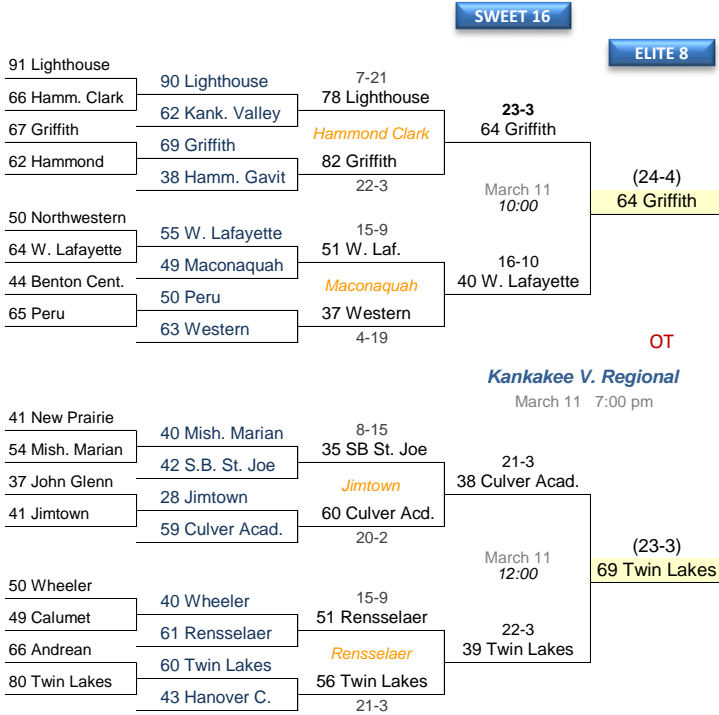 SWEET 16
ELITE 8
91 Lighthouse
66 Hamm. Clark
67 Griffith
62 Hammond
90 Lighthouse
62 Kank. Valley
69 Griffith
38 Hamm. Gavit
7-21
78 Lighthouse
Hammond Clark
82 Griffith
22-3
23-3
64 Griffith
March 11
10:00
(24-4)
64 Griffith
50 Northwestern
64 W. Lafayette
44 Benton Cent.
65 Peru
55 W. Lafayette
49 Maconaquah
50 Peru
63 Western
15-9
51 W. Laf.
Maconaquah
37 Western
4-19
16-10
40 W. Lafayette
OT
Kankakee V. Regional
March 11 7:00 pm
41 New Prairie
54 Mish. Marian
37 John Glenn
41 Jimtown
40 Mish. Marian
42 S.B. St. Joe
28 Jimtown
59 Culver Acad.
8-15
35 SB St. Joe
Jimtown
60 Culver Acd.
20-2
21-3
38 Culver Acad.
March 11
12:00
(23-3)
69 Twin Lakes
50 Wheeler
49 Calumet
66 Andrean
80 Twin Lakes
40 Wheeler
61 Rensselaer
60 Twin Lakes
43 Hanover C.
15-9
51 Rensselaer
Rensselaer
56 Twin Lakes
21-3
22-3
39 Twin Lakes